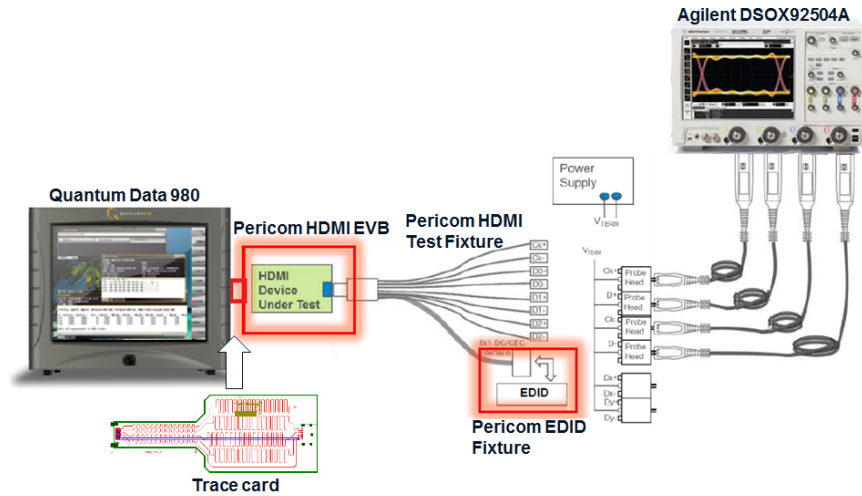 Agilent DSOX92504A
Power
Supply
VTERM
Quantum Data 980
Pericom HDMI EVB
Pericom HDMI
Test Fixture
HDMI
Device
Under Test
Ck+
Ck-
D0-
D0-
D1+
D1-
D2+
D2-
VTERM
Ck+
D+
Ck-
D-
Probe
Head
Probe
Head
Probe
Head
Probe
Head
Dx+
Dx-
Dy+
Dy-
EDID
Pericom EDID
Fixture
Trace card